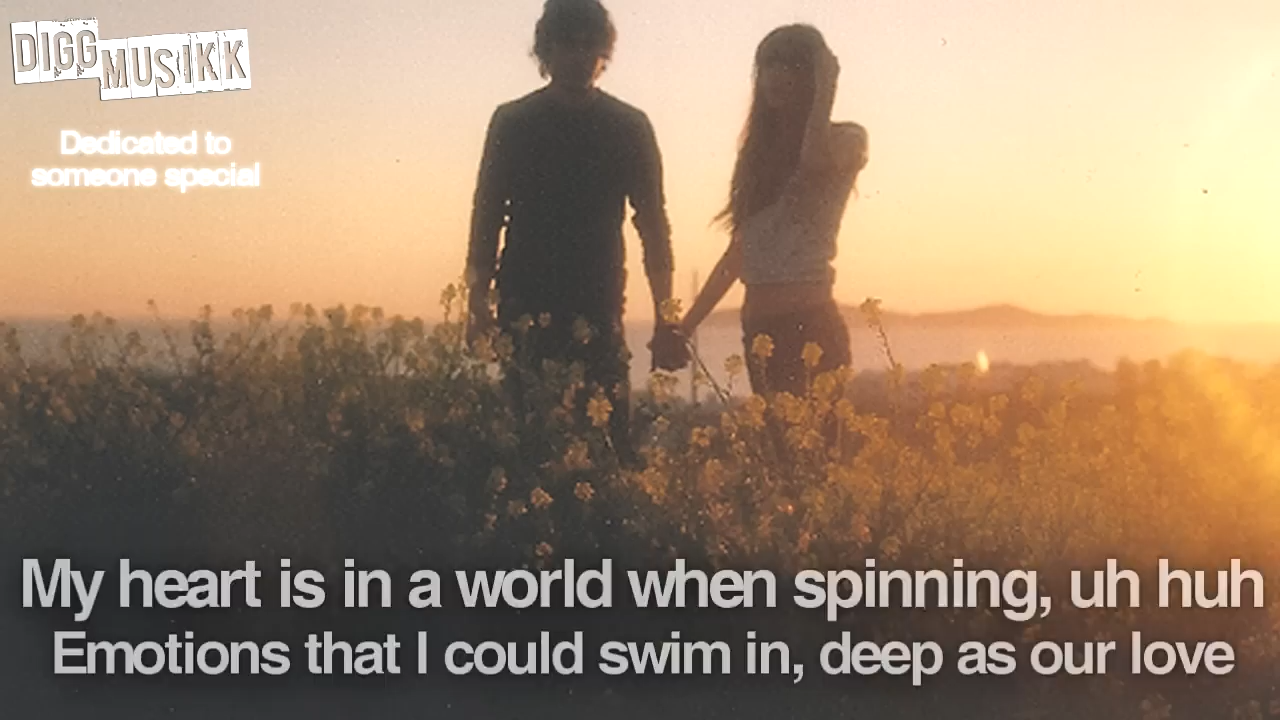 DIGG
MUSIKK
Dedicated to
someone special
My heart is in a world when spinning, uh huh
Emotions that I could swim in, deep as our love